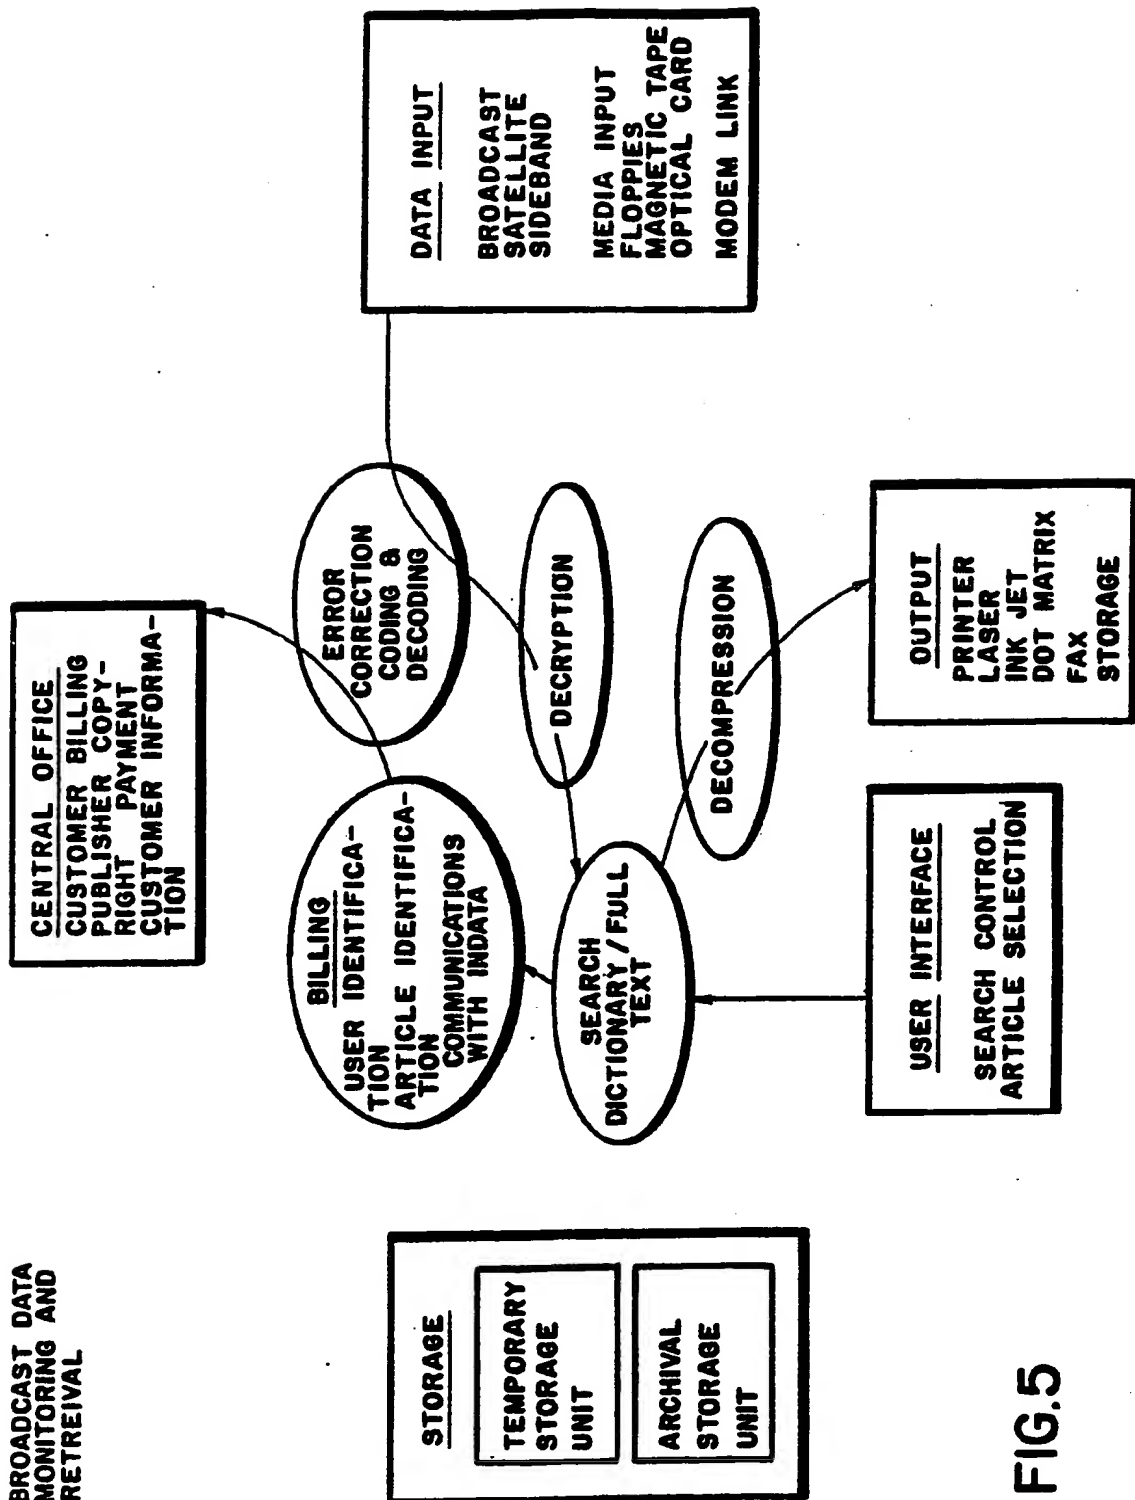 BROADCAST DATA
MONITORING AND
RETREIVAL
CENTRAL OFFICE
CUSTOMER BILLING
PUBLISHER COPY-
RIGHT PAYMENT
CUSTOMER INFORMA-
TION
STORAGE
TEMPORARY
STORAGE
UNIT
ARCHIVAL
STORAGE
UNIT
BILLING
USER IDENTIFICA-
TION
ARTICLE IDENTIFICA-
TION
COMMUNICATIONS
WITH INDATA
ERROR
CORRECTION
CODING &
DECODING
DATA INPUT
BROADCAST
SATELLITE
SIDEBAND
MEDIA INPUT
FLOPPIES
MAGNETIC TAPE
OPTICAL CARD
MODEM LINK
DECRYPTION
SEARCH
DICTIONARY/FULL
TEXT
DECOMPRESSION
USER INTERFACE
SEARCH CONTROL
ARTICLE SELECTION
OUTPUT
PRINTER
LASER
INK JET
DOT MATRIX
FAX
STORAGE
FIG.5